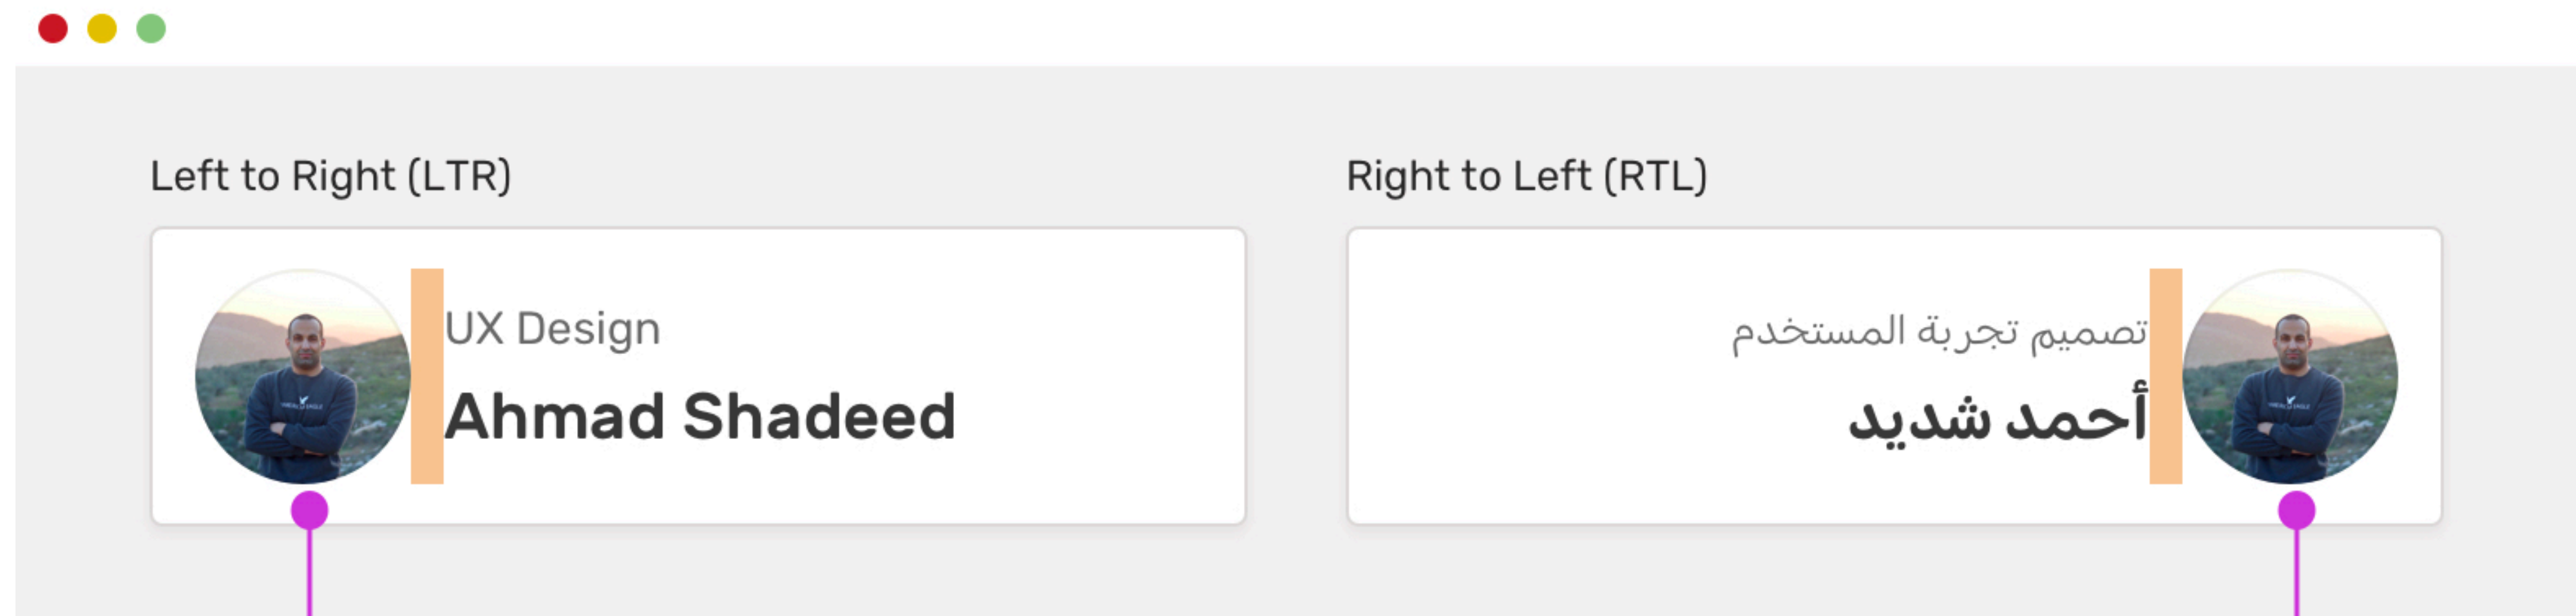 Left to Right (LTR)
UX Design
Ahmad Shadeed
Right to Left (RTL)
تصميم تجربة المستخدم
أحمد شديد